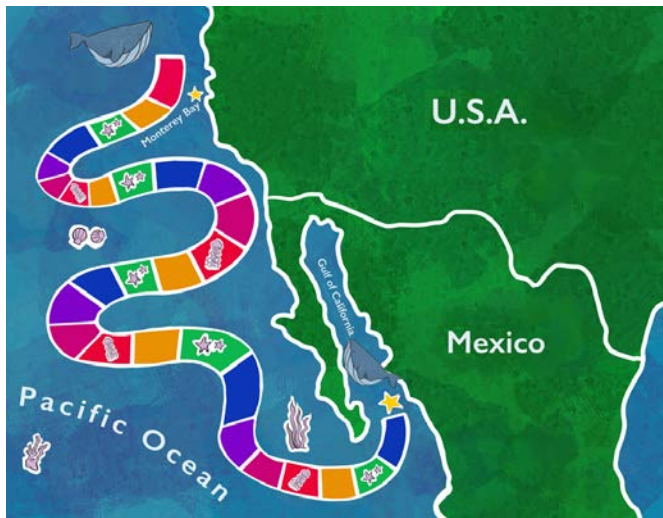 U.S.A.
Monterey Bay
Gulf of California
Mexico
Pacific Ocean